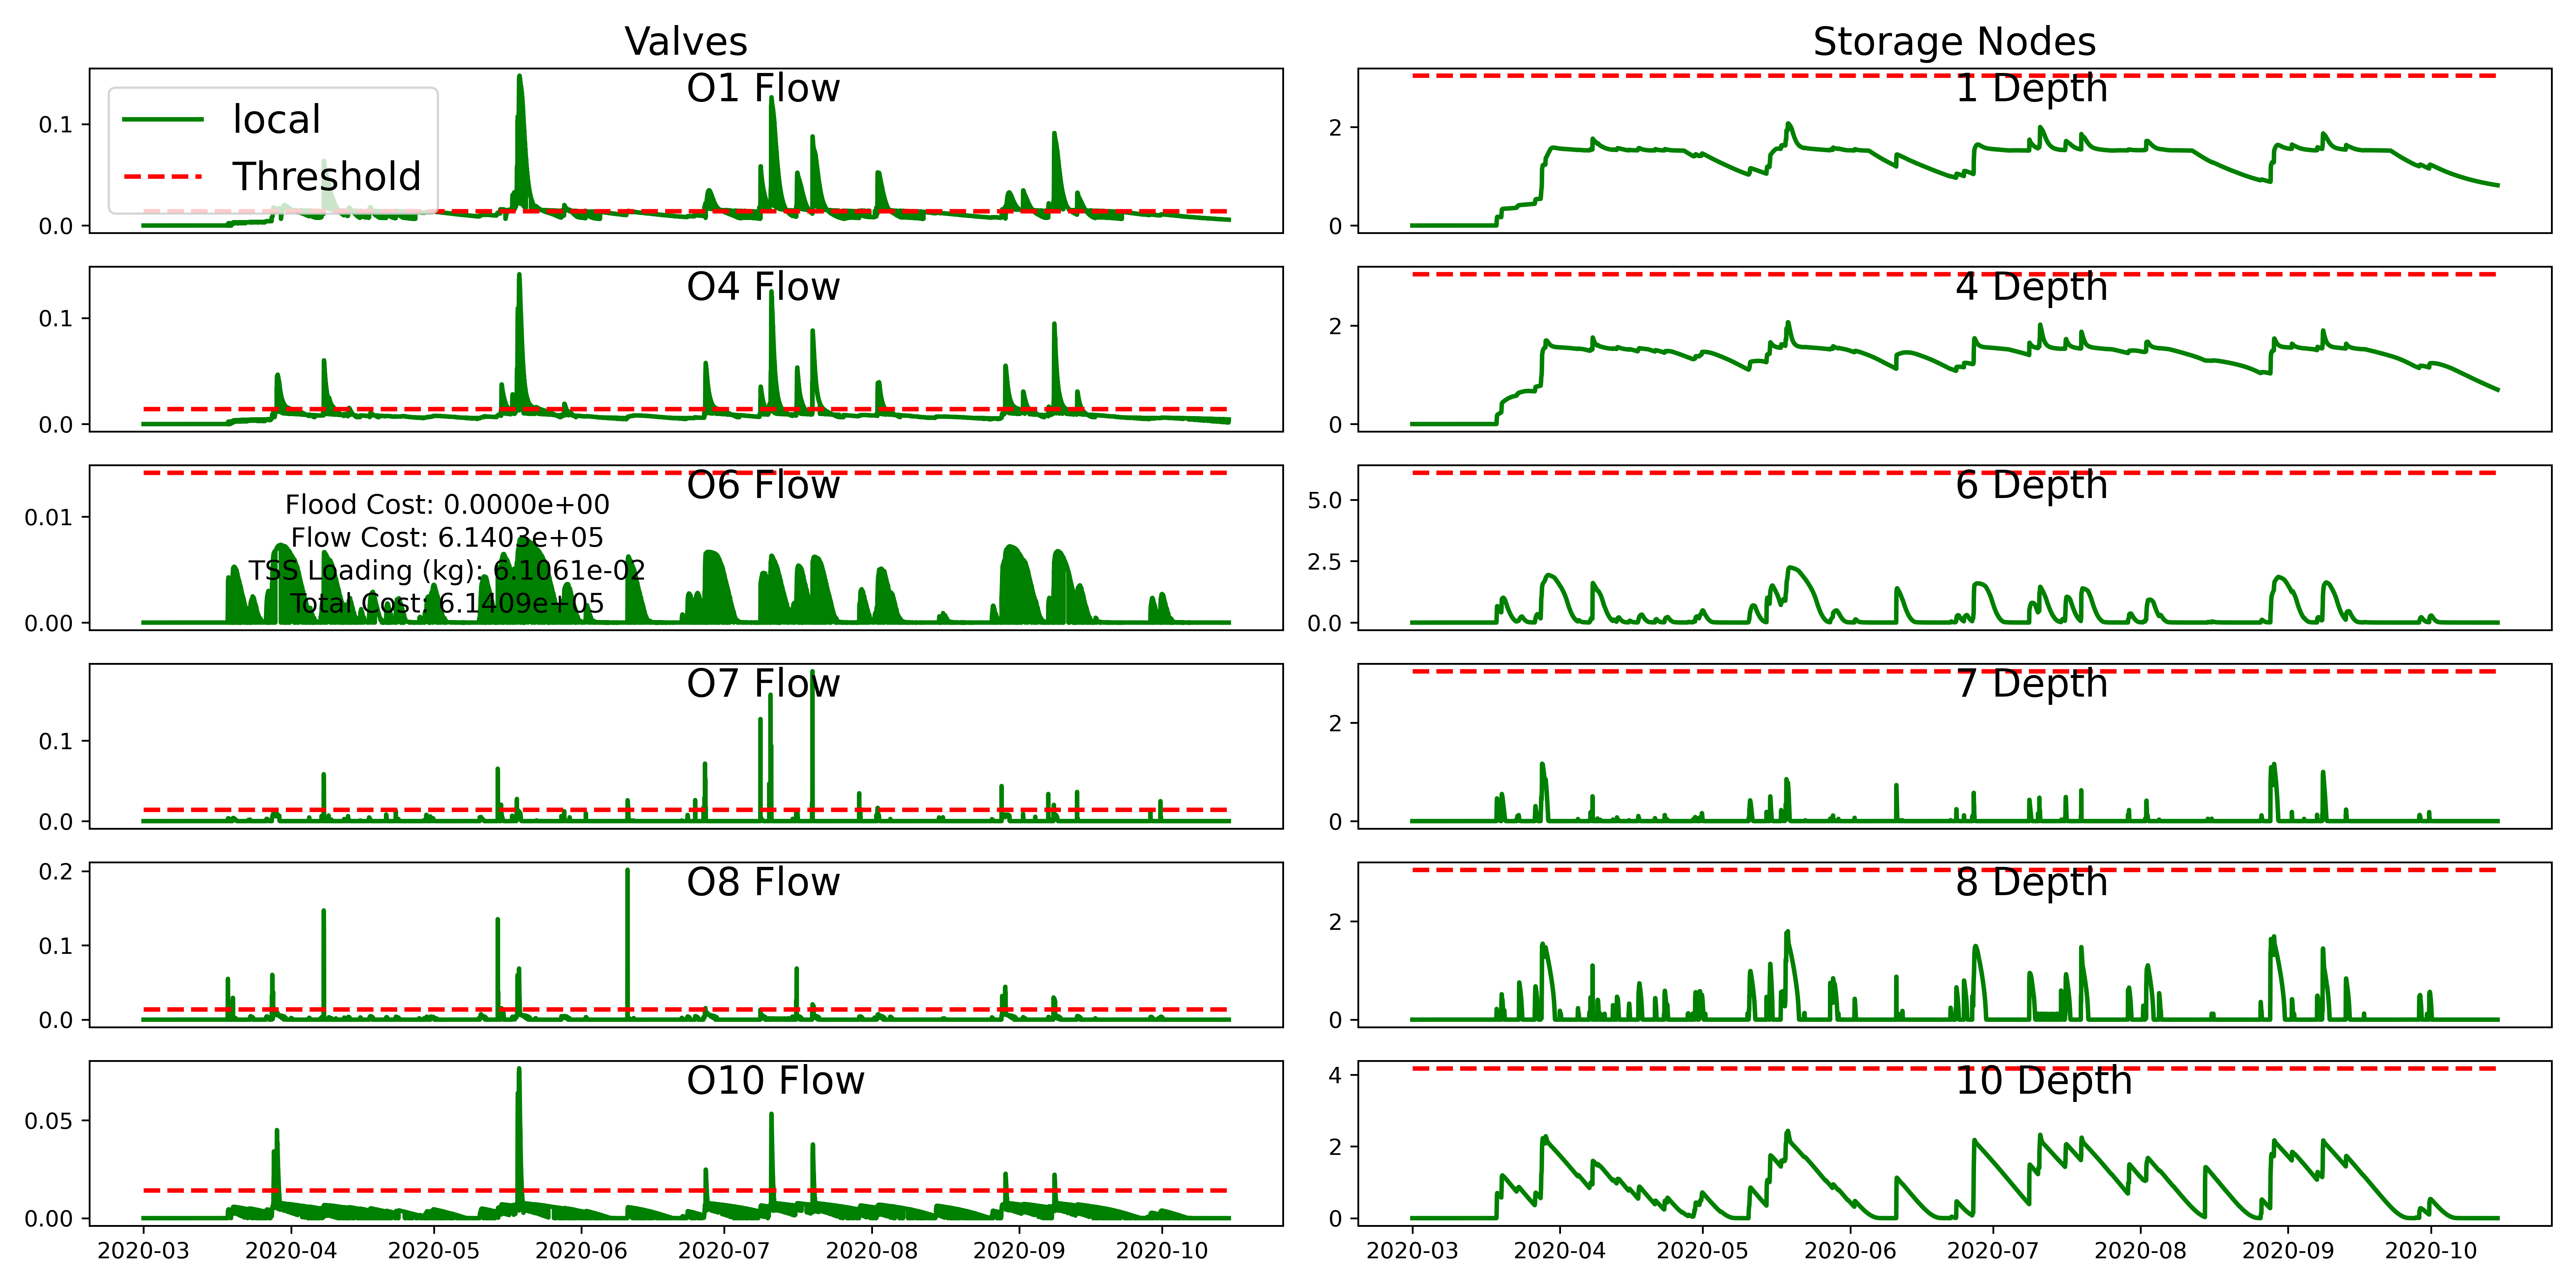 Valves
Storage Nodes
O1 Flow
local
Threshold
0.1
0.0
1 Depth
2
0
O4 Flow
0.1
0.0
4 Depth
2
0
O6 Flow
Flood Cost: 0.0000e+00
Flow Cost: 6.1403e+05
TSS Loading (kg): 6.1061e-02
Total Cost: 6.1409e+05
0.01
0.00
6 Depth
5.0
2.5
0.0
O7 Flow
0.1
0.0
7 Depth
2
0
O8 Flow
0.2
0.1
0.0
8 Depth
2
0
O10 Flow
0.05
0.00
2020-03 2020-04 2020-05 2020-06 2020-07 2020-08 2020-09 2020-10
10 Depth
4
2
0
2020-03 2020-04 2020-05 2020-06 2020-07 2020-08 2020-09 2020-10